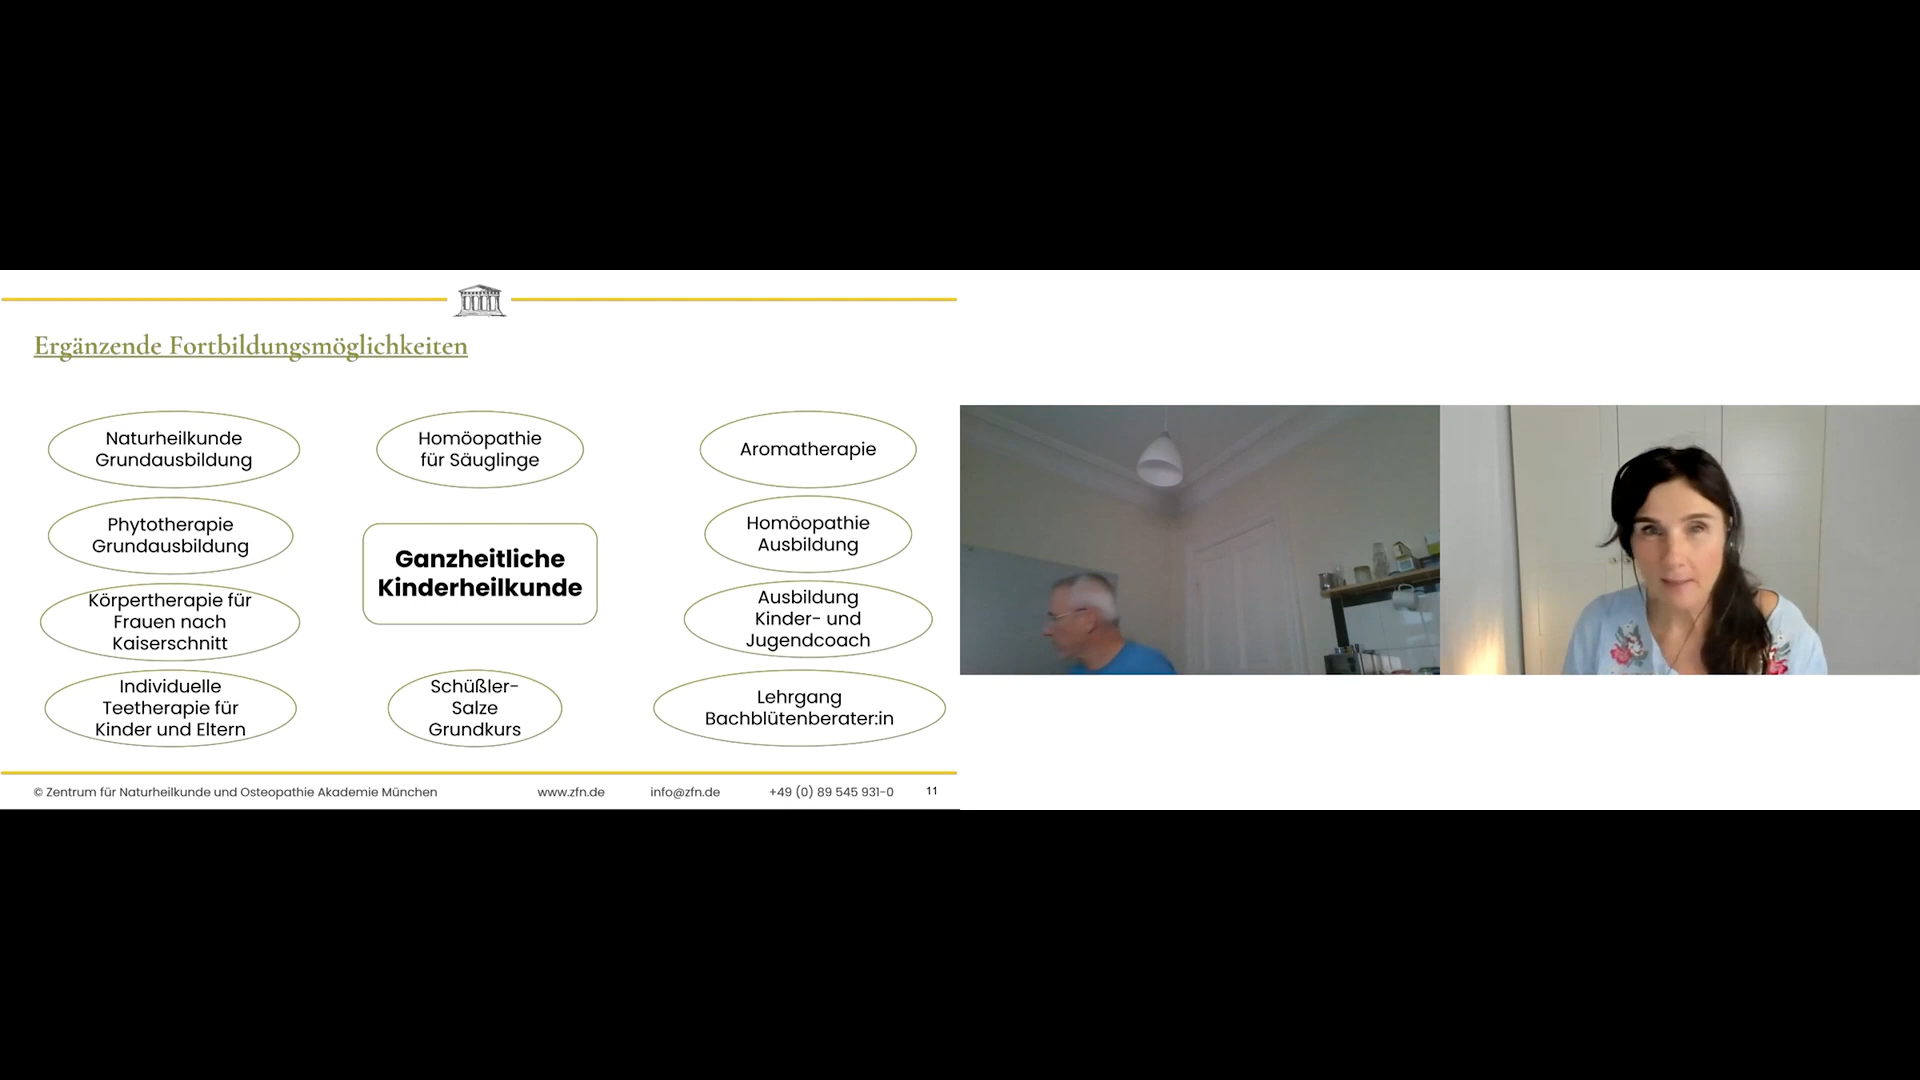 Ergänzende Fortbildungsmöglichkeiten
Naturheilkunde
Grundausbildung
Homöopathie
für Säuglinge
Aromatherapie
Phytotherapie
Grundausbildung
Ganzheitliche
Kinderheilkunde
Homöopathie
Ausbildung
Körpertherapie für
Frauen nach
Kaiserschnitt
Ausbildung
Kinder- und
Jugendcoach
Individuelle
Teetherapie für
Kinder und Eltern
Schüßler-
Salze
Grundkurs
Lehrgang
Bachblütenberater:in
© Zentrum für Naturheilkunde und Osteopathie Akademie München www.zfn.de info@zfn.de +49 (0) 89 545 931-0 11